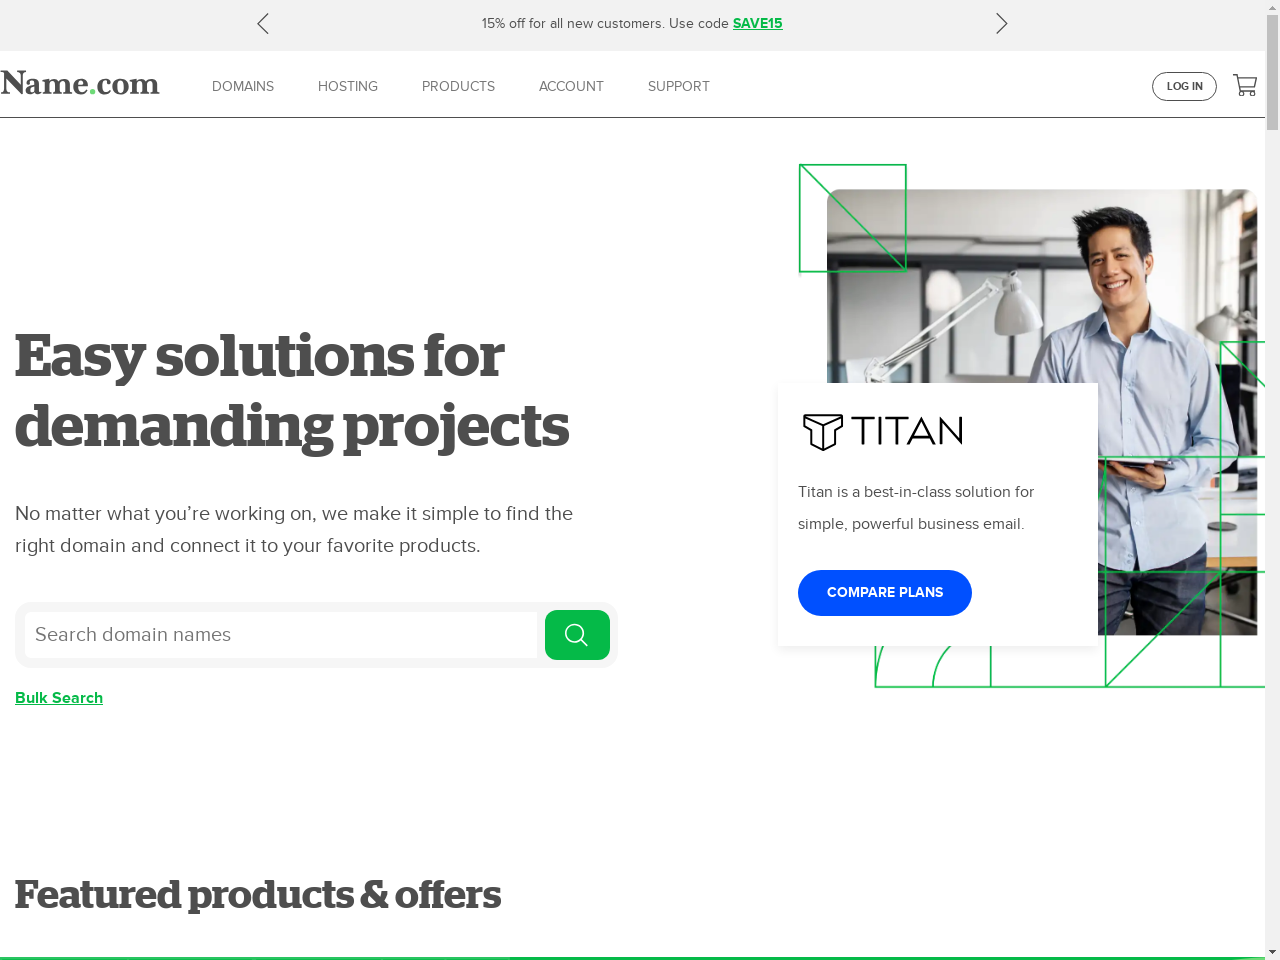 15% off for all new customers. Use code SAVE15
Name.com
DOMAINS
HOSTING
PRODUCTS
ACCOUNT
SUPPORT
LOG IN
Easy solutions for
demanding projects
No matter what you’re working on, we make it simple to find the
right domain and connect it to your favorite products.
Search domain names
Bulk Search
TITAN
Titan is a best-in-class solution for
simple, powerful business email.
COMPARE PLANS
Featured products & offers